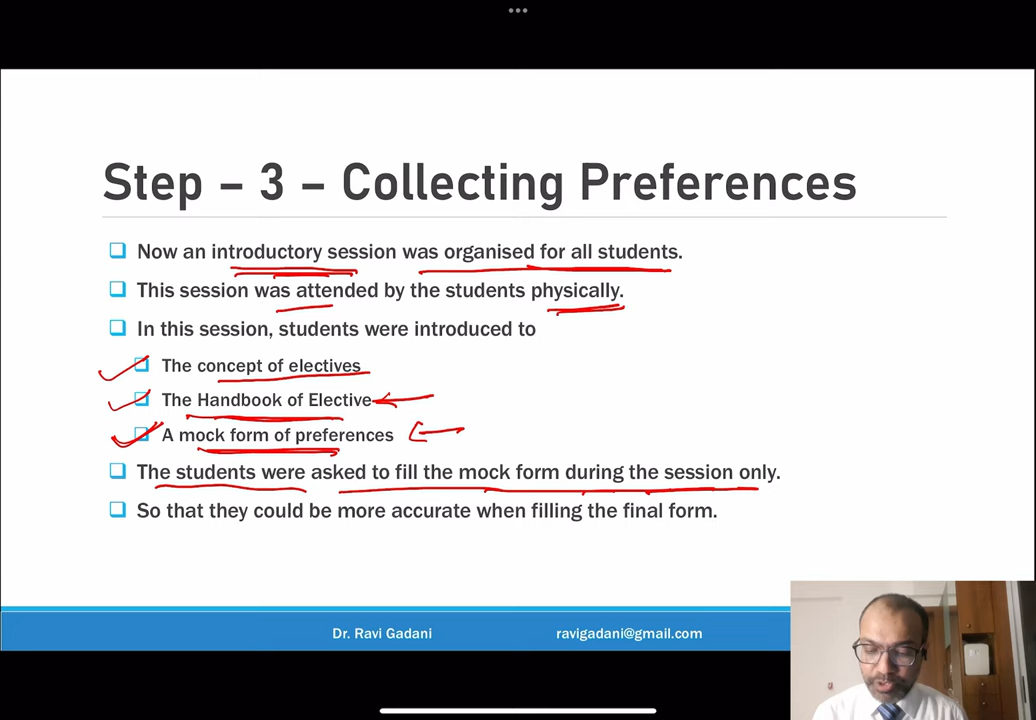 Step – 3 – Collecting Preferences
Now an introductory session was organised for all students.
This session was attended by the students physically.
In this session, students were introduced to
The concept of electives
The Handbook of Elective
A mock form of preferences
The students were asked to fill the mock form during the session only.
So that they could be more accurate when filling the final form.
Dr. Ravi Gadani
ravigadani@gmail.com